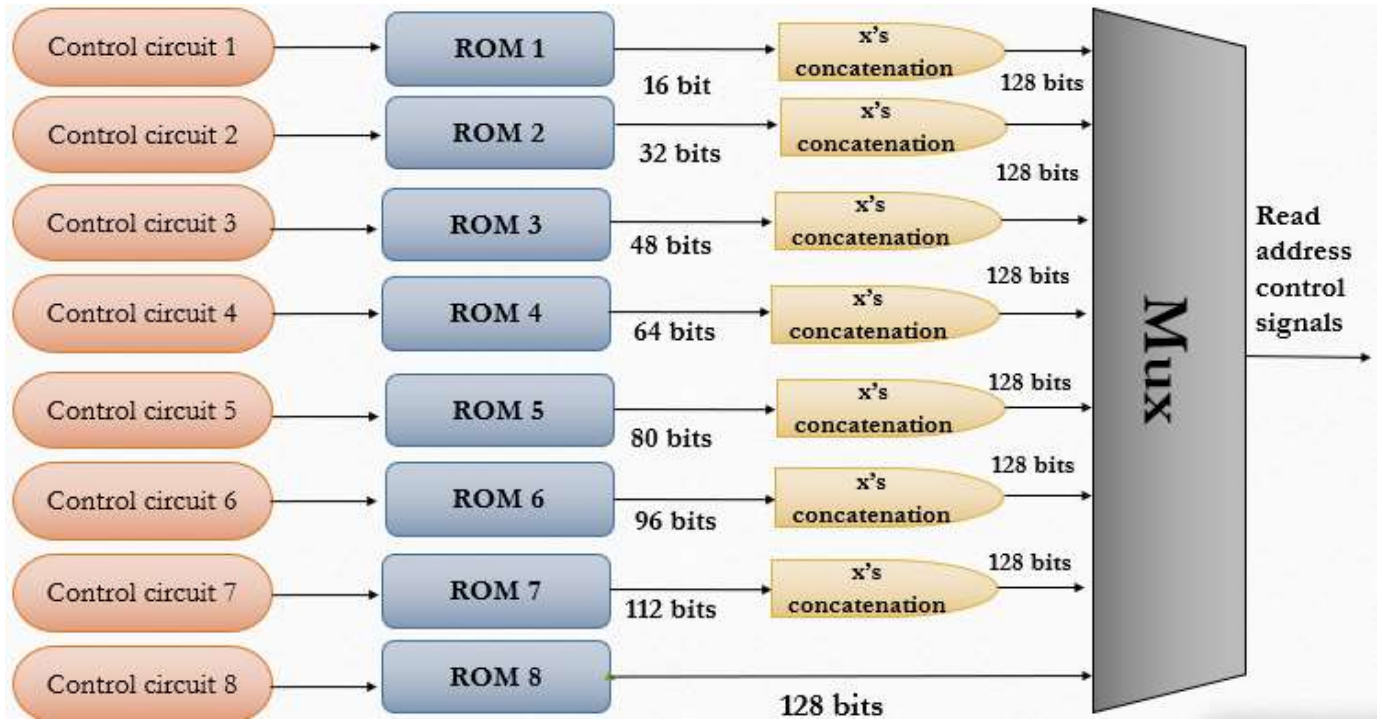 Control circuit 1
ROM 1
16 bit
x's
concatenation
128 bits
Control circuit 2
ROM 2
32 bits
x's
concatenation
128 bits
Control circuit 3
ROM 3
48 bits
x's
concatenation
128 bits
Control circuit 4
ROM 4
64 bits
x's
concatenation
Control circuit 5
ROM 5
80 bits
x's
concatenation
128 bits
Control circuit 6
ROM 6
96 bits
x's
concatenation
128 bits
Control circuit 7
ROM 7
112 bits
x's
concatenation
128 bits
Control circuit 8
ROM 8
128 bits
Mux
Read
address
control
signals